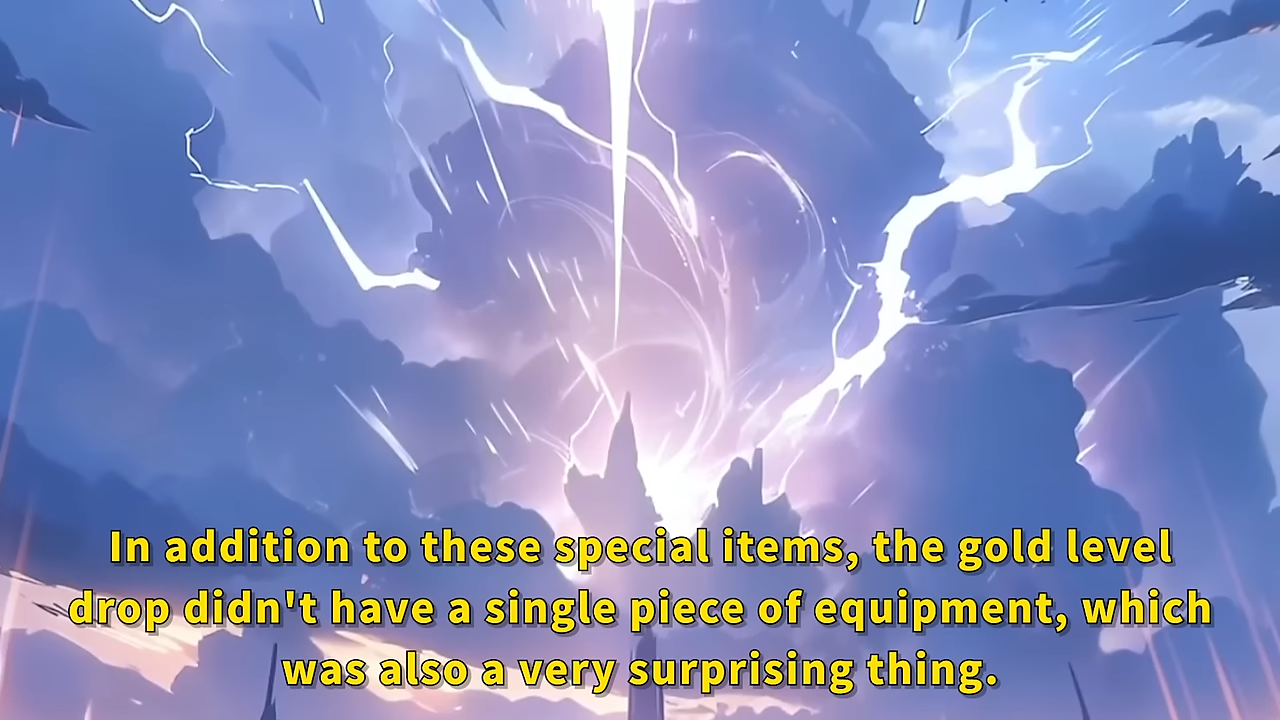 In addition to these special items, the gold level
drop didn't have a single piece of equipment, which
was also a very surprising thing.